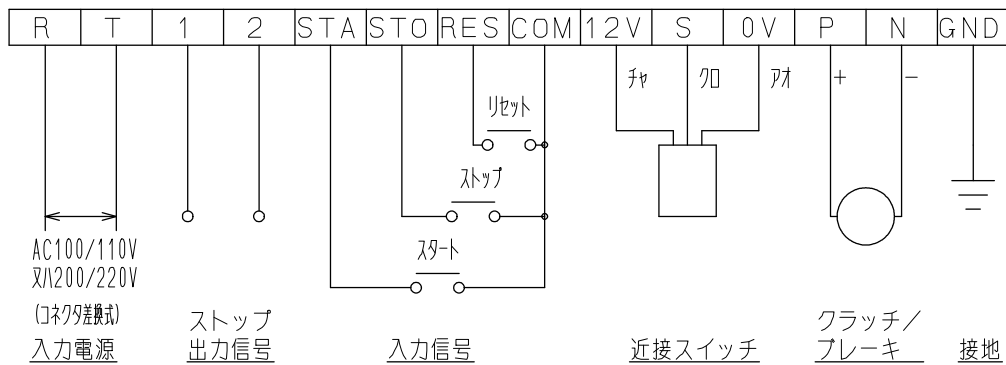 R T 1 2 STA STO RES COM 12V S 0V P N GND
チャ クロ アオ + −
リセット
ストップ
スタート
AC100/110V
又ハ200/220V
(コネクタ差換式)
入力電源
ストップ
出力信号
入力信号
近接スイッチ
クラッチ/
ブレーキ
接地